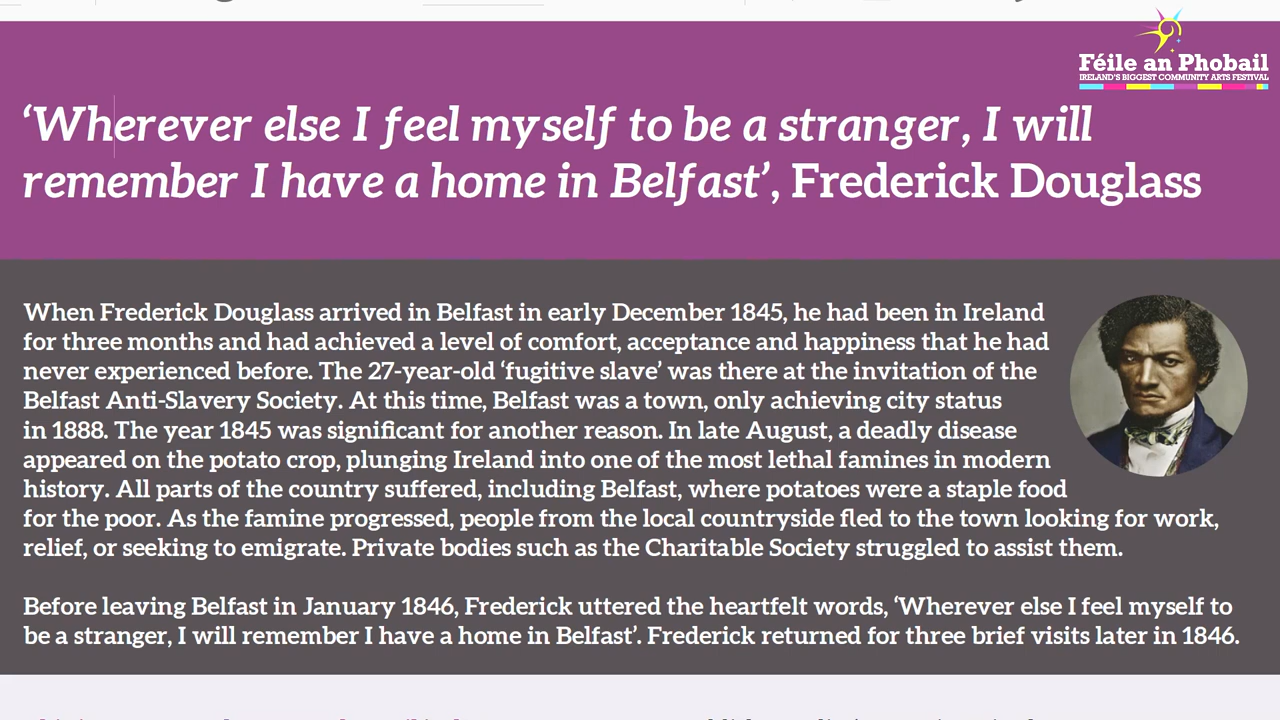 Féile an Phobail
IRELAND'S BIGGEST COMMUNITY ARTS FESTIVAL
‘Wherever else I feel myself to be a stranger, I will
remember I have a home in Belfast’, Frederick Douglass
When Frederick Douglass arrived in Belfast in early December 1845, he had been in Ireland
for three months and had achieved a level of comfort, acceptance and happiness that he had
never experienced before. The 27-year-old ‘fugitive slave’ was there at the invitation of the
Belfast Anti-Slavery Society. At this time, Belfast was a town, only achieving city status
in 1888. The year 1845 was significant for another reason. In late August, a deadly disease
appeared on the potato crop, plunging Ireland into one of the most lethal famines in modern
history. All parts of the country suffered, including Belfast, where potatoes were a staple food
for the poor. As the famine progressed, people from the local countryside fled to the town looking for work,
relief, or seeking to emigrate. Private bodies such as the Charitable Society struggled to assist them.
Before leaving Belfast in January 1846, Frederick uttered the heartfelt words, ‘Wherever else I feel myself to
be a stranger, I will remember I have a home in Belfast’. Frederick returned for three brief visits later in 1846.